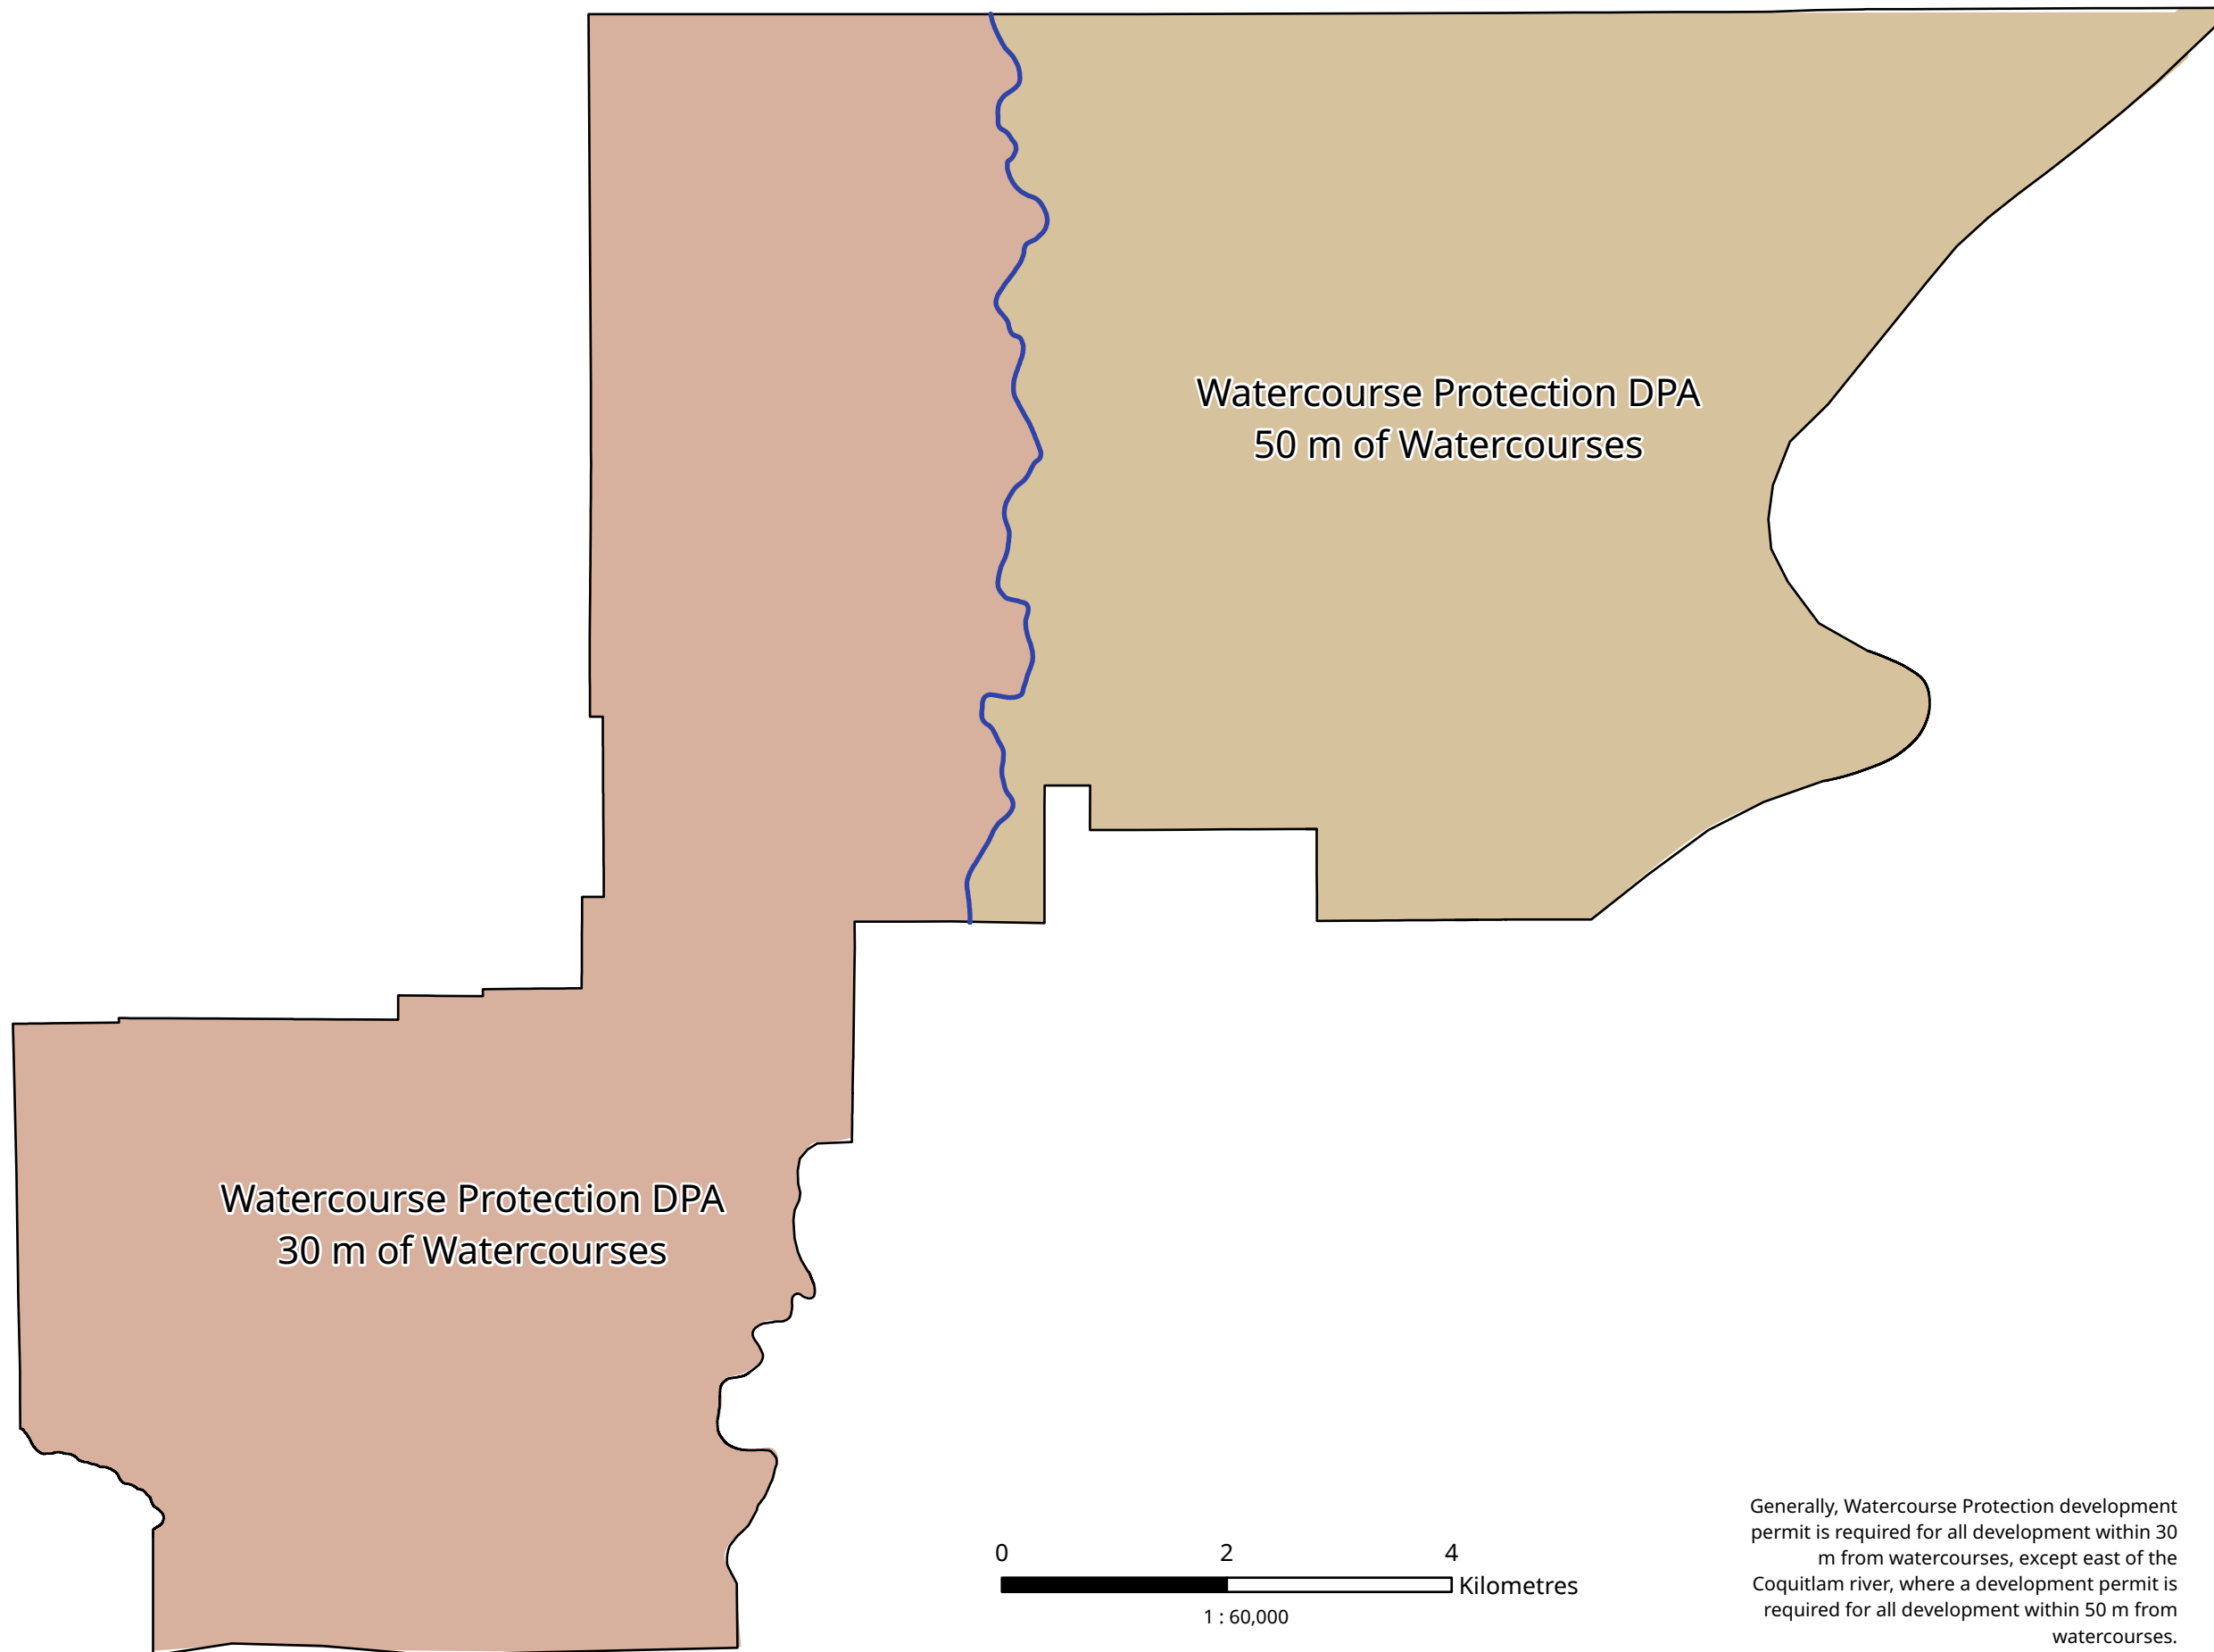 Watercourse Protection DPA
50 m of Watercourses
Watercourse Protection DPA
30 m of Watercourses
0 2 4
Kilometres
1 : 60,000
Generally, Watercourse Protection development
permit is required for all development within 30
m from watercourses, except east of the
Coquitlam river, where a development permit is
required for all development within 50 m from
watercourses.